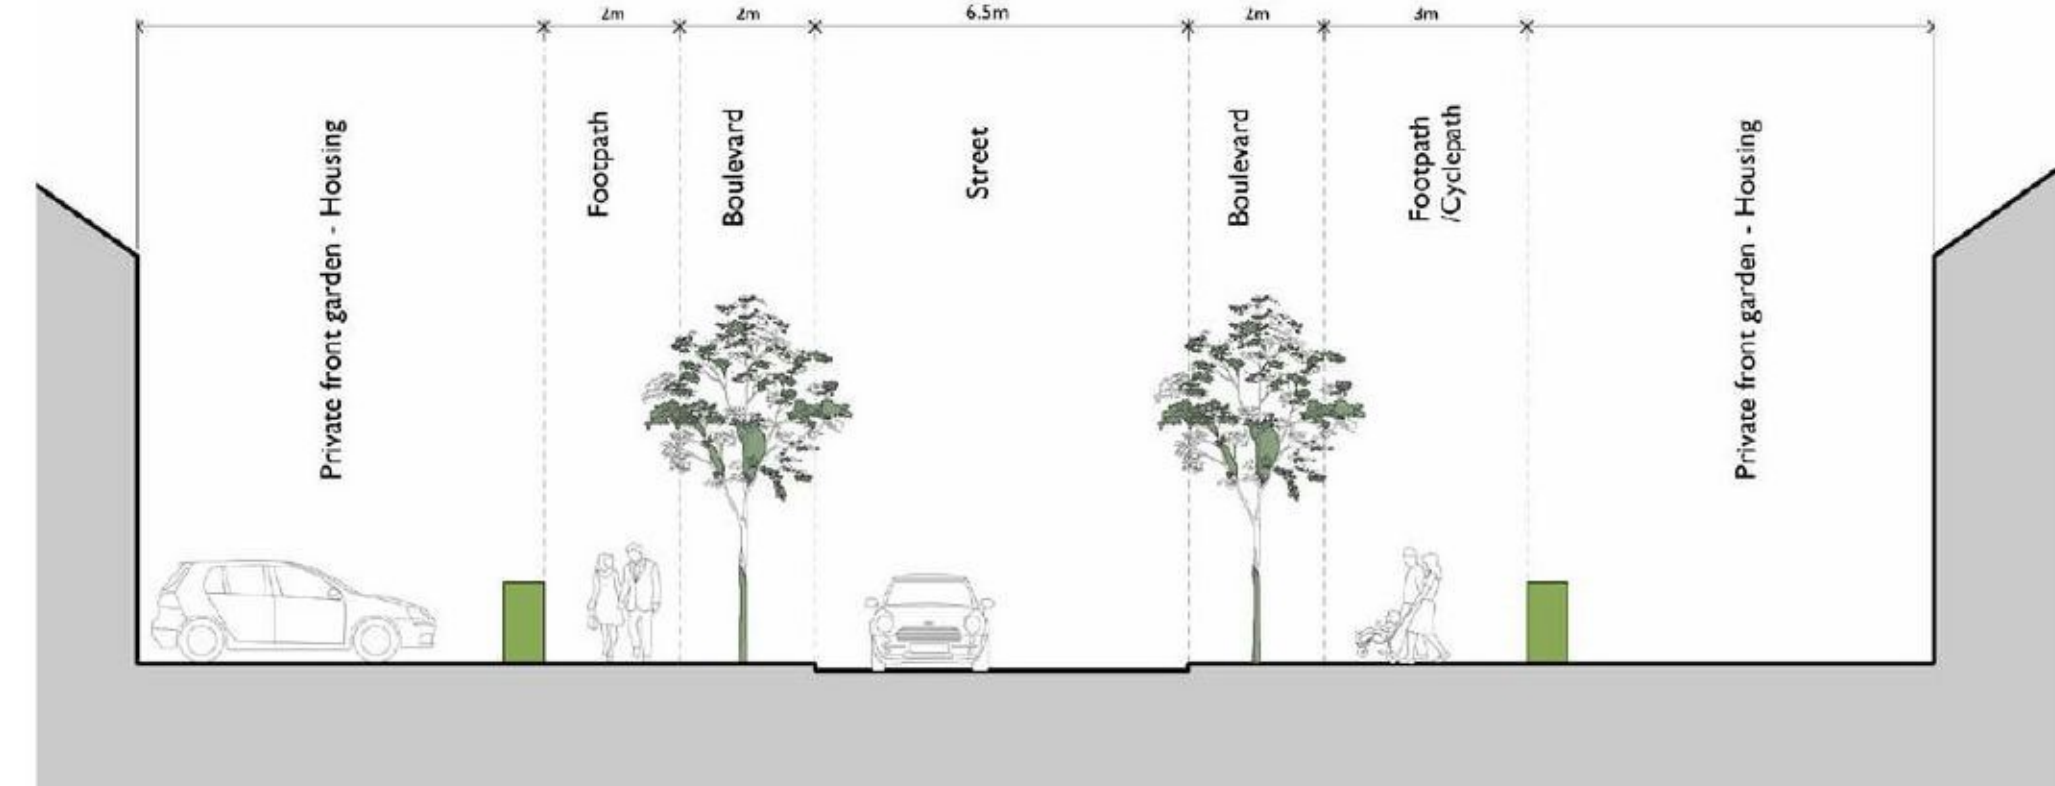 2m
2m
6.5m
2m
3m
Private front garden - Housing
Footpath
Boulevard
Street
Boulevard
Footpath
/Cyclepath
Private front garden - Housing